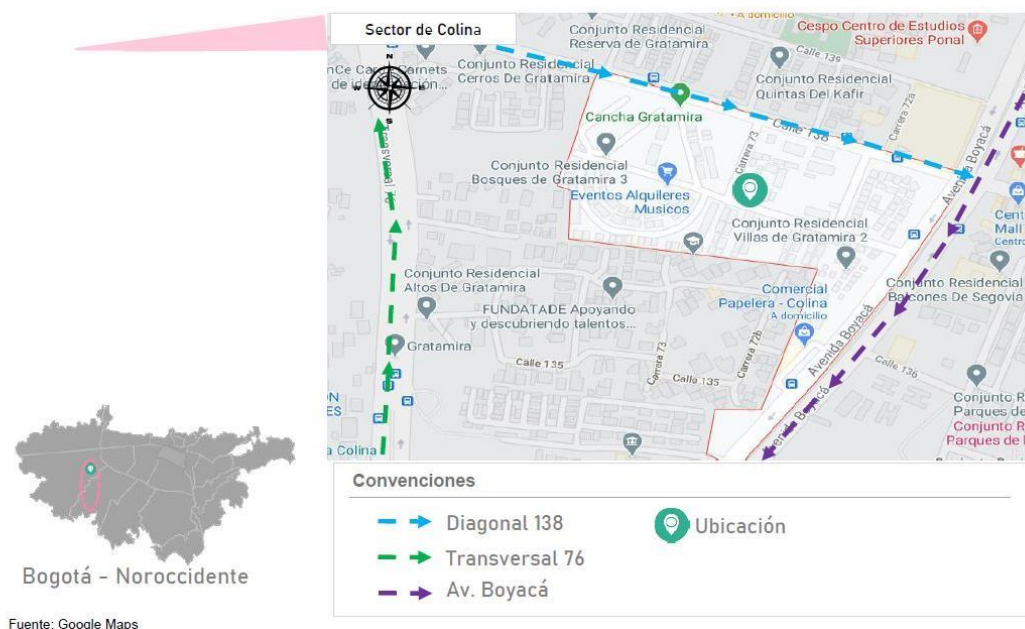 Sector de Colina
A domicilio
Conjunto Residencial
Reserva de Gratamira
Cespo Centro de Estudios
Superiores Ponal
Calle 139
Conjunto Residencial
Cerros De Gratamira
Conjunto Residencial
Quintas Del Kafir
Carrera 72a
N
S
Cancha Gratamira
Calle 138
Carrera 73
Transversal 76
Avenida Boyacá
Conjunto Residencial
Bosques de Gratamira 3
Eventos Alquileres
Musicos
Conjunto Residencial
Villas de Gratamira 2
Conjunto Residencial
Altos De Gratamira
Comercial
Papelera - Colina
A domicilio
Conjunto Residencial
Balcones De Segovia
FUNDATADE Apoyando
y descubriendo talentos...
Gratamira
Calle 135
Carrera 73
Carrera 72b
Calle 135
Avenida Boyacá
Calle 136
a Colina
Convenciones
Diagonal 138
Ubicación
Transversal 76
Av. Boyacá
Bogotá - Noroccidente
Fuente: Google Maps